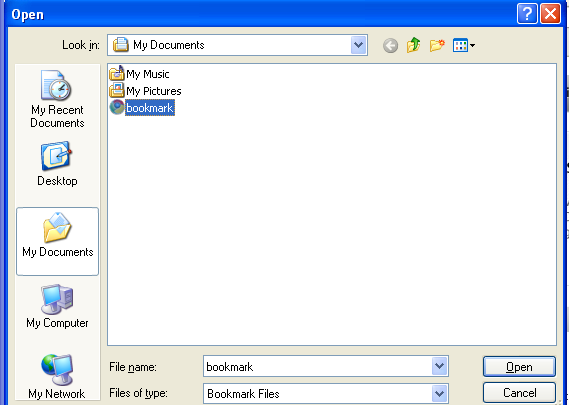 Open
Look in: My Documents
My Recent
Documents
Desktop
My Documents
My Computer
My Network
My Music
My Pictures
bookmark
File name: bookmark Open
Files of type: Bookmark Files Cancel